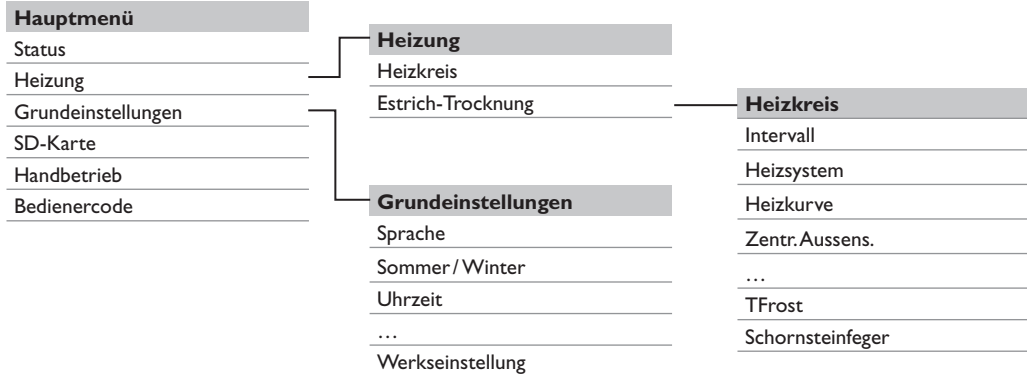 Hauptmenü
Status
Heizung
Grundeinstellungen
SD-Karte
Handbetrieb
Bedienercode
Heizung
Heizkreis
Estrich-Trocknung
Grundeinstellungen
Sprache
Sommer / Winter
Uhrzeit
…
Werkseinstellung
Heizkreis
Intervall
Heizsystem
Heizkurve
Zentr. Aussens.
…
TFrost
Schornsteinfeger